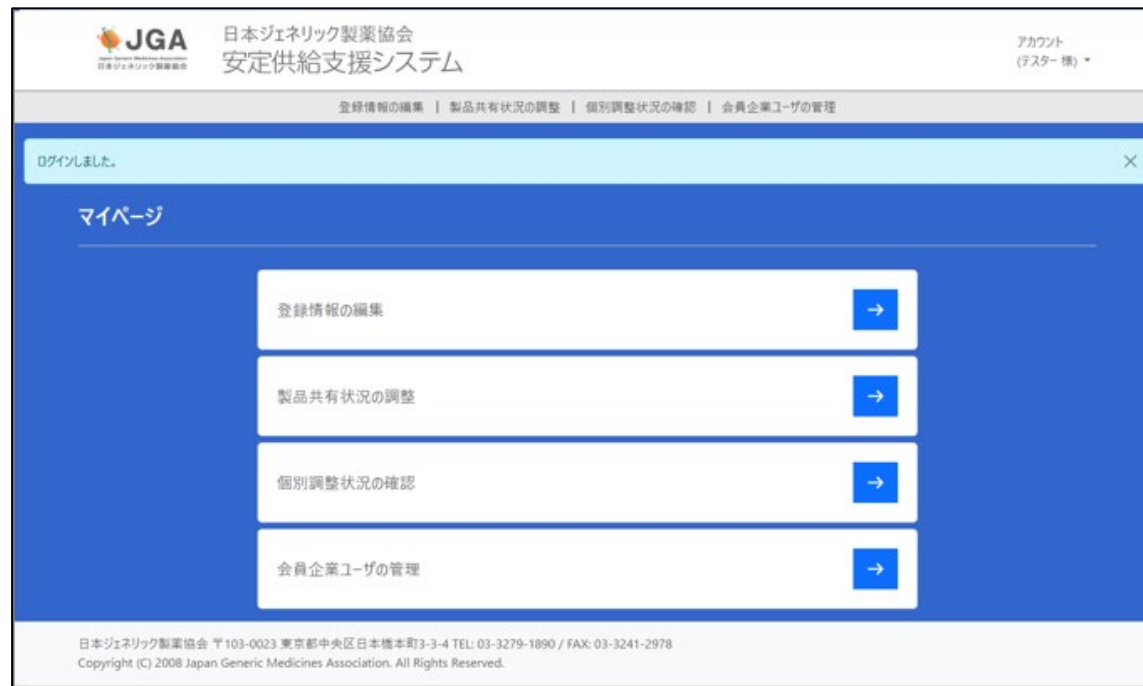 JGA
Japan Generic Medicines Association
日本ジェネリック製薬協会
日本ジェネリック製薬協会
安定供給支援システム
アカウント
(テスター 様)
登録情報の編集 | 製品共有状況の調整 | 個別調整状況の確認 | 会員企業ユーザの管理
ログインしました。
マイページ
登録情報の編集
製品共有状況の調整
個別調整状況の確認
会員企業ユーザの管理
日本ジェネリック製薬協会 〒103-0023 東京都中央区日本橋本町3-3-4 TEL: 03-3279-1890 / FAX: 03-3241-2978
Copyright (C) 2008 Japan Generic Medicines Association. All Rights Reserved.